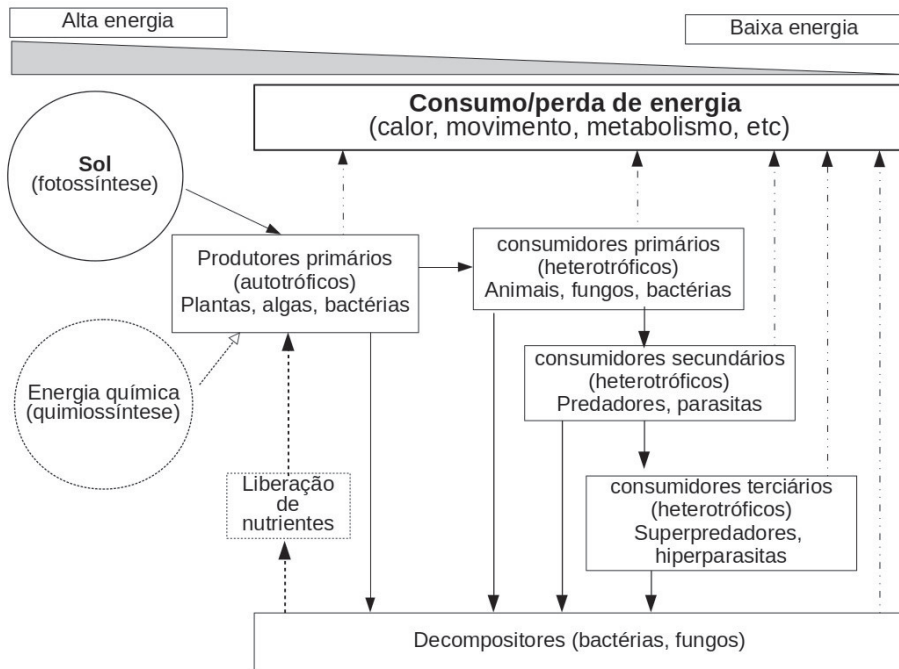 Alta energia
Baixa energia
Consumo/perda de energia
(calor, movimento, metabolismo, etc)
Sol
(fotossíntese)
Produtores primários
(autotróficos)
Plantas, algas, bactérias
consumidores primários
(heterotróficos)
Animais, fungos, bactérias
Energia química
(quimiossíntese)
consumidores secundários
(heterotróficos)
Predadores, parasitas
Liberação
de
nutrientes
consumidores terciários
(heterotróficos)
Superpredadores,
hiperparasitas
Decompositores (bactérias, fungos)